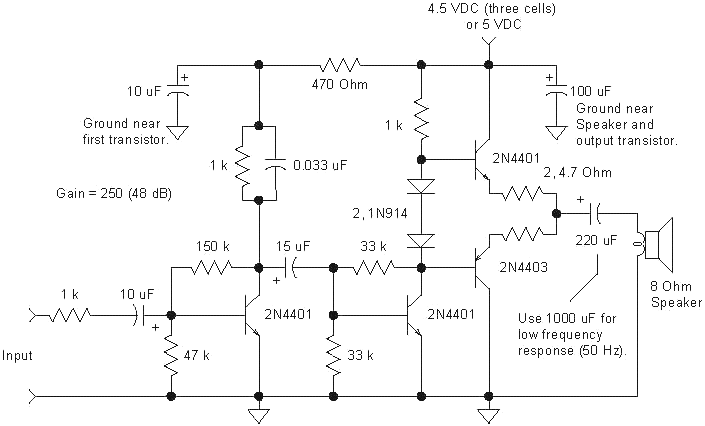 4.5 VDC (three cells)
or 5 VDC
10 uF
470 Ohm
100 uF
Ground near
first transistor.
1 k
Ground near
Speaker and
output transistor.
1 k
0.033 uF
2N4401
Gain = 250 (48 dB)
2, 4.7 Ohm
2, 1N914
150 k
15 uF
33 k
220 uF
2N4403
8 Ohm
Speaker
1 k
10 uF
2N4401
2N4401
Use 1000 uF for
low frequency
response (50 Hz).
Input
47 k
33 k